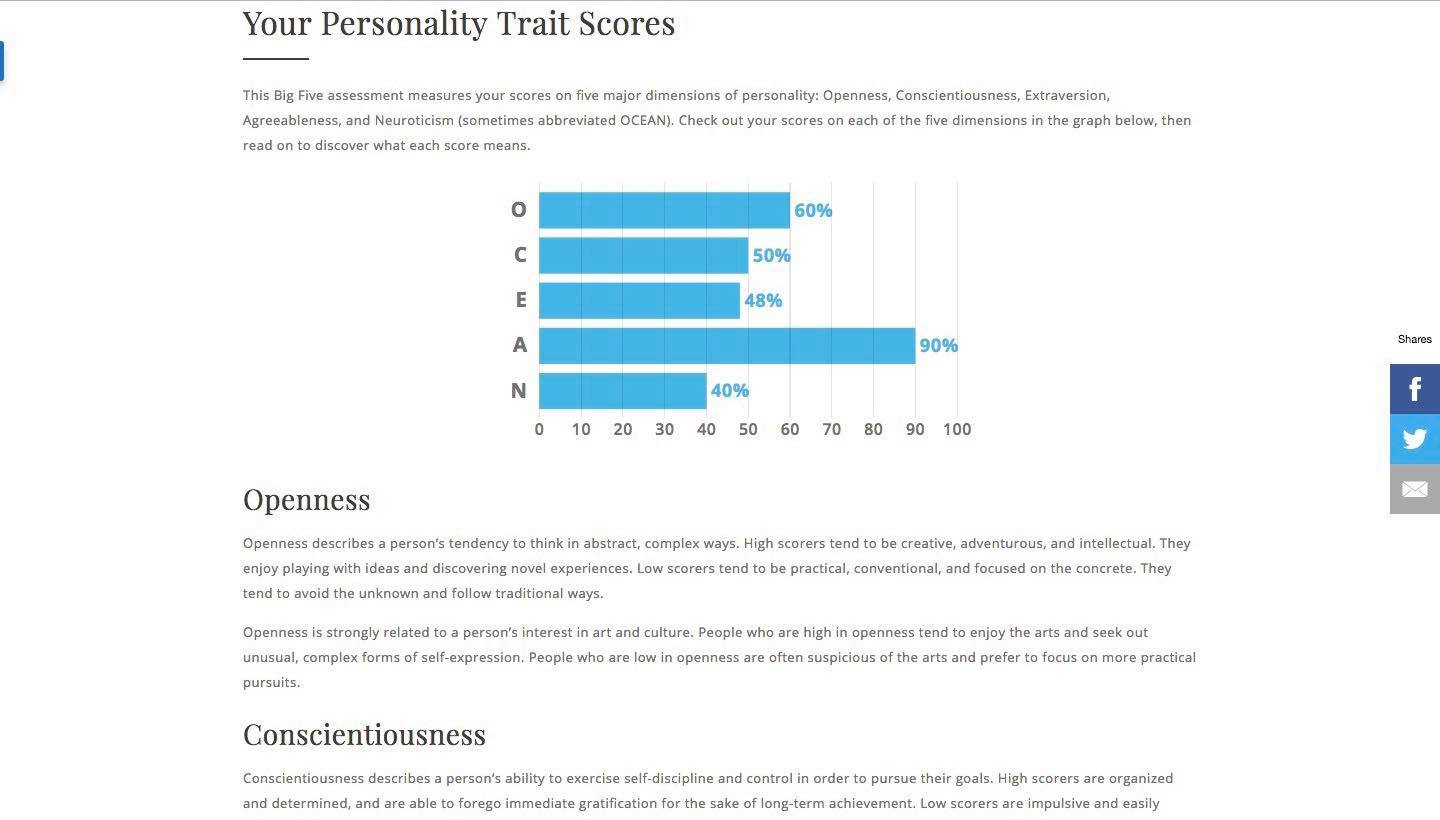 Your Personality Trait Scores
This Big Five assessment measures your scores on five major dimensions of personality: Openness, Conscientiousness, Extraversion,
Agreeableness, and Neuroticism (sometimes abbreviated OCEAN). Check out your scores on each of the five dimensions in the graph below, then
read on to discover what each score means.
O 60%
C 50%
E 48%
A 90%
N 40%
0 10 20 30 40 50 60 70 80 90 100
Shares
Openness
Openness describes a person’s tendency to think in abstract, complex ways. High scorers tend to be creative, adventurous, and intellectual. They
enjoy playing with ideas and discovering novel experiences. Low scorers tend to be practical, conventional, and focused on the concrete. They
tend to avoid the unknown and follow traditional ways.
Openness is strongly related to a person’s interest in art and culture. People who are high in openness tend to enjoy the arts and seek out
unusual, complex forms of self-expression. People who are low in openness are often suspicious of the arts and prefer to focus on more practical
pursuits.
Conscientiousness
Conscientiousness describes a person’s ability to exercise self-discipline and control in order to pursue their goals. High scorers are organized
and determined, and are able to forego immediate gratification for the sake of long-term achievement. Low scorers are impulsive and easily